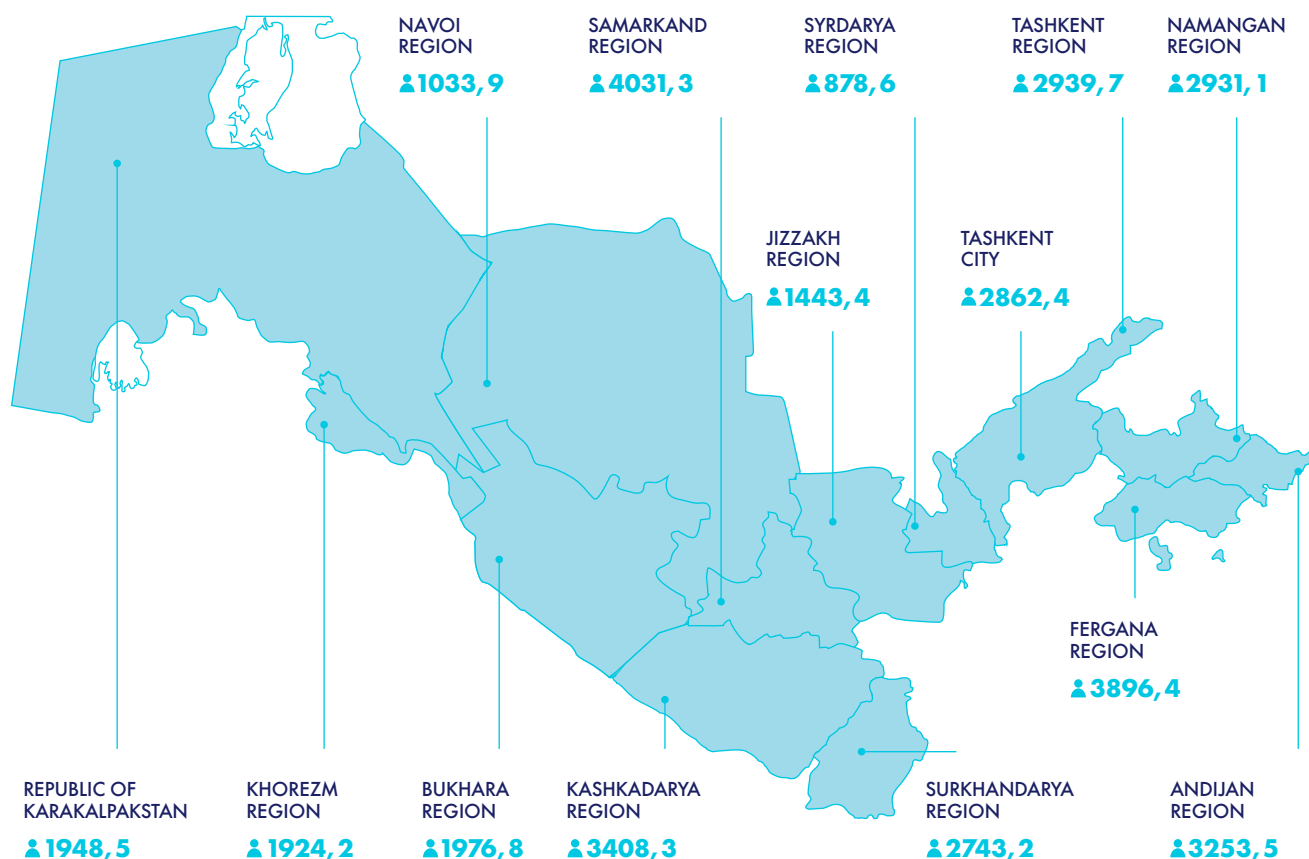 NAVOI
REGION
1033,9
SAMARKAND
REGION
4031,3
SYRDARYA
REGION
878,6
TASHKENT
REGION
2939,7
NAMANGAN
REGION
2931,1
JIZZAKH
REGION
1443,4
TASHKENT
CITY
2862,4
FERGANA
REGION
3896,4
REPUBLIC OF
KARAKALPAKSTAN
1948,5
KHOREZM
REGION
1924,2
BUKHARA
REGION
1976,8
KASHKADARYA
REGION
3408,3
SURKHANDARYA
REGION
2743,2
ANDIJAN
REGION
3253,5